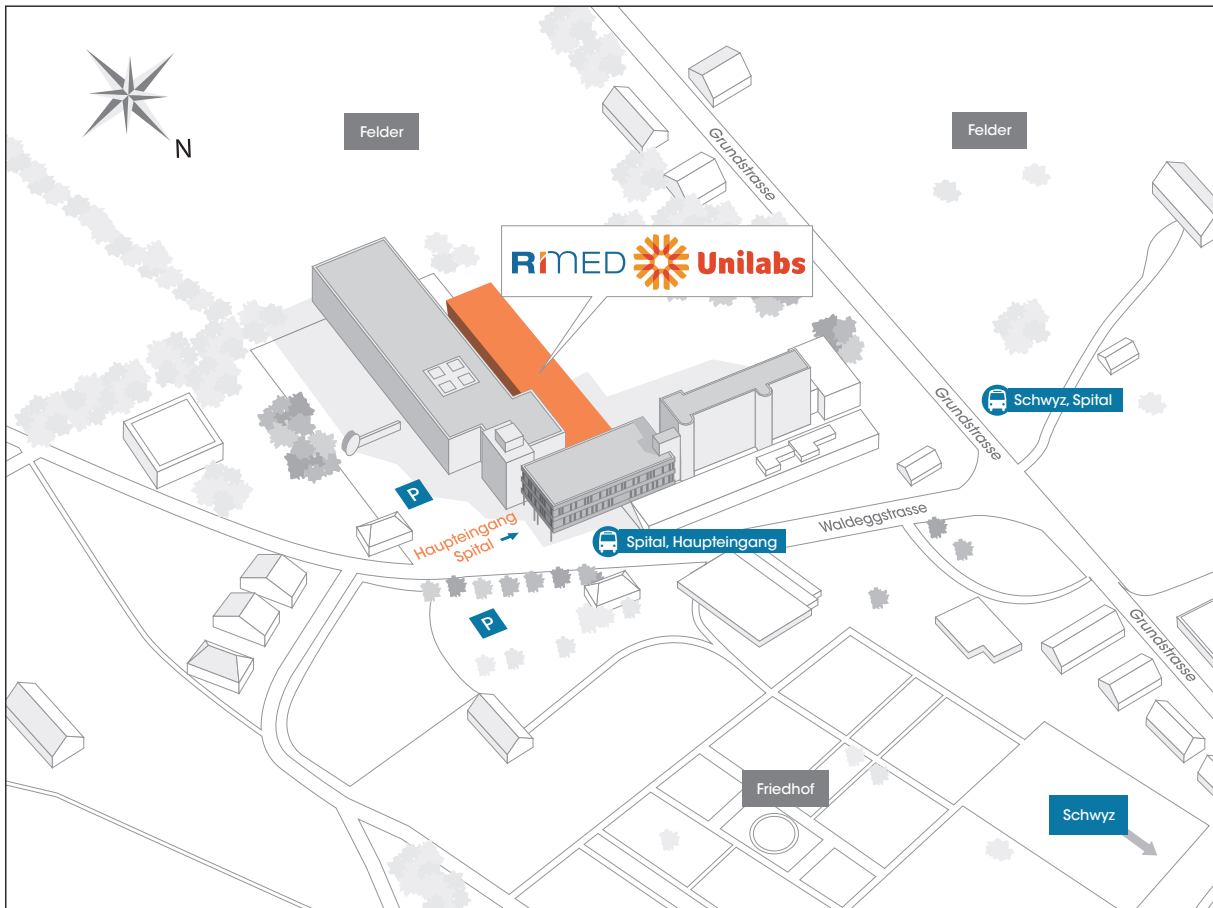 N
Felder
Felder
Grundstrasse
RiMED Unilabs
Schwyz, Spital
Grundstrasse
P
Waldeggstrasse
Haupteingang
Spital
Spital, Haupteingang
P
Grundstrasse
Friedhof
Schwyz